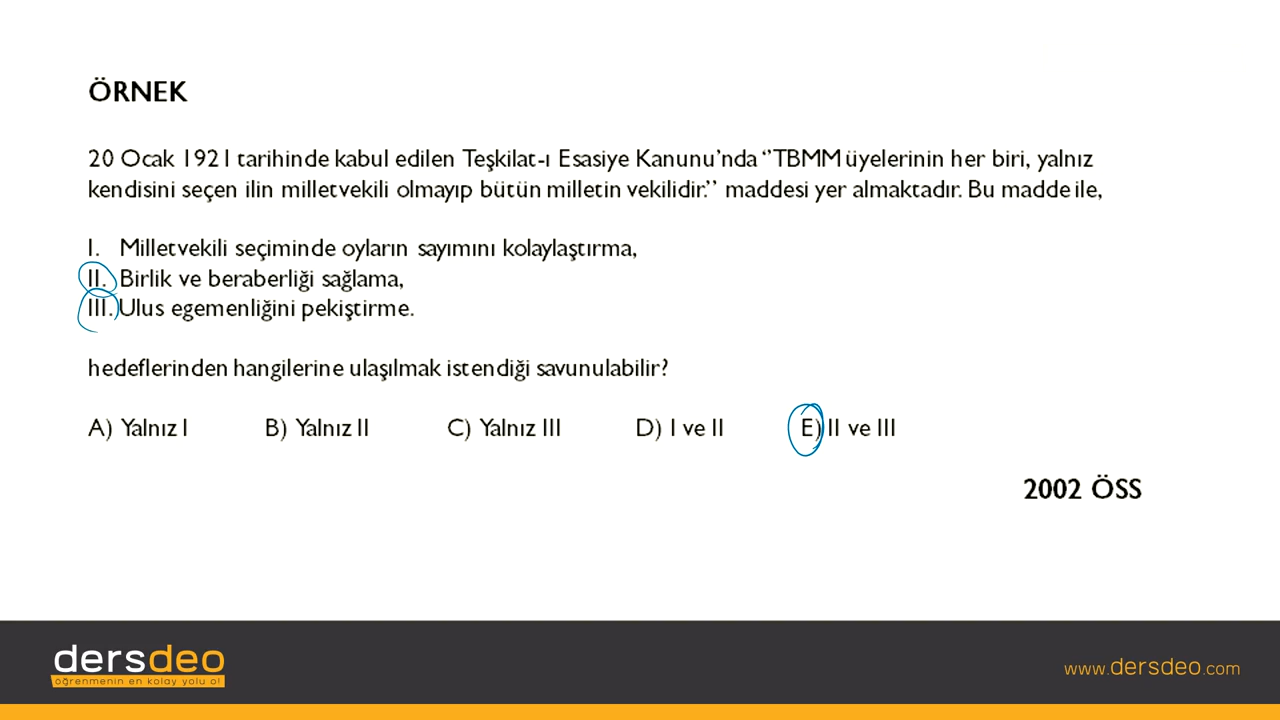 ÖRNEK
20 Ocak 1921 tarihinde kabul edilen Teşkilat-ı Esasiye Kanunu’nda ‘’TBMM üyelerinin her biri, yalnız
kendisini seçen ilin milletvekili olmayıp bütün milletin vekilidir.’’ maddesi yer almaktadır. Bu madde ile,
I. Milletvekili seçiminde oyların sayımını kolaylaştırma,
II. Birlik ve beraberliği sağlama,
III. Ulus egemenliğini pekiştirme.
hedeflerinden hangilerine ulaşılmak istendiği savunulabilir?
A) Yalnız I B) Yalnız II C) Yalnız III D) I ve II E) II ve III
2002 ÖSS
dersdeo
öğrenmenin en kolay yolu o!
www.dersdeo.com